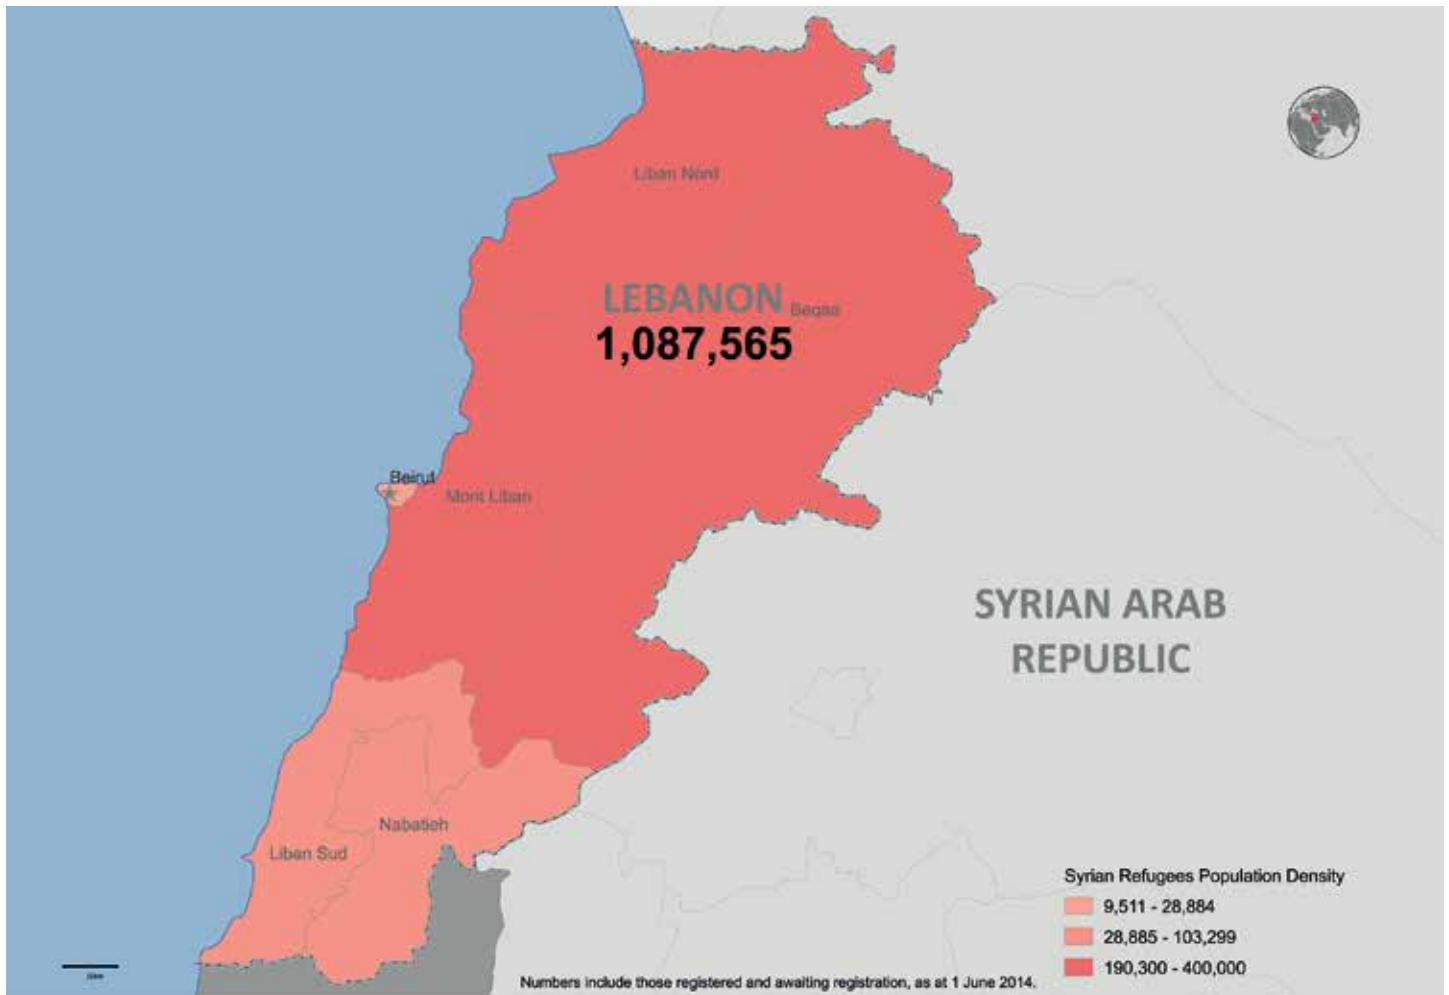 Liban Nord
LEBANON
Beqaa
1,087,565
Beirut
Mont Liban
SYRIAN ARAB
REPUBLIC
Nabatieh
Liban Sud
Syrian Refugees Population Density
9,511 - 28,884
28,885 - 103,299
190,300 - 400,000
Numbers include those registered and awaiting registration, as at 1 June 2014.